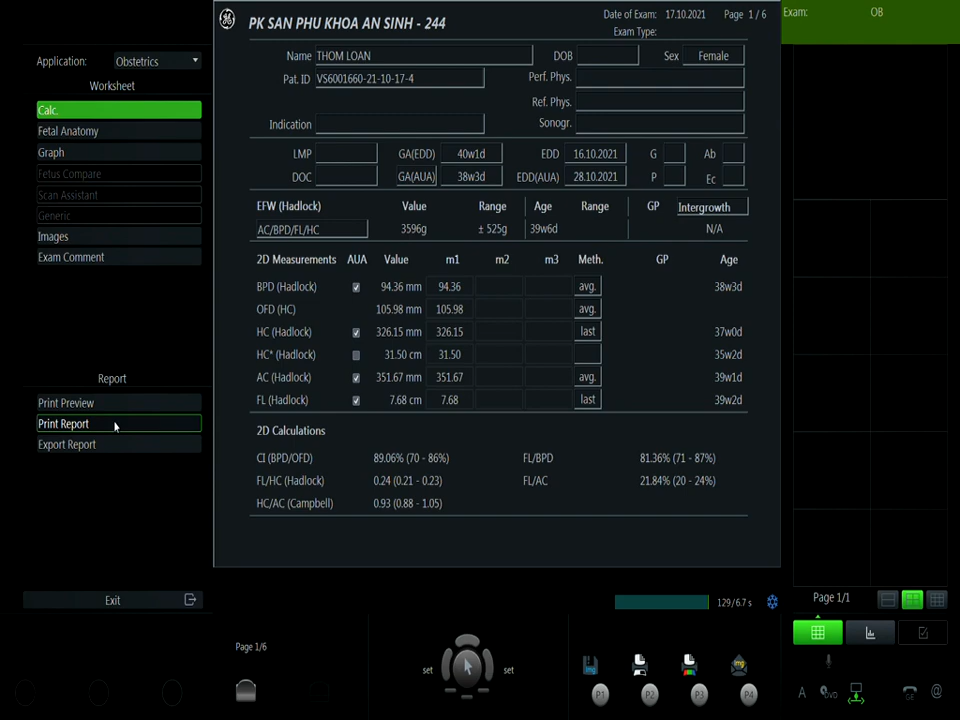 PK SAN PHU KHOA AN SINH - 244
Date of Exam: 17.10.2021 Page 1 / 6
Exam Type:
Exam: OB
Application: Obstetrics
Worksheet
Calc.
Fetal Anatomy
Graph
Fetus Compare
Scan Assistant
Generic
Images
Exam Comment
Report
Print Preview
Print Report
Export Report
Exit
Name THOM LOAN DOB Sex Female
Pat. ID VS6001660-21-10-17-4 Perf. Phys.
Ref. Phys.
Indication Sonogr.
LMP GA(EDD) 40w1d EDD 16.10.2021 G Ab
DOC GA(AUA) 38w3d EDD(AUA) 28.10.2021 P Ec
EFW (Hadlock) Value Range Age Range GP Intergrowth
AC/BPD/FL/HC 3596g ± 525g 39w6d N/A
2D Measurements AUA Value m1 m2 m3 Meth. GP Age
BPD (Hadlock) 94.36 mm 94.36 avg. 38w3d
OFD (HC) 105.98 mm 105.98 avg.
HC (Hadlock) 326.15 mm 326.15 last 37w0d
HC* (Hadlock) 31.50 cm 31.50 35w2d
AC (Hadlock) 351.67 mm 351.67 avg. 39w1d
FL (Hadlock) 7.68 cm 7.68 last 39w2d
2D Calculations
CI (BPD/OFD) 89.06% (70 - 86%) FL/BPD 81.36% (71 - 87%)
FL/HC (Hadlock) 0.24 (0.21 - 0.23) FL/AC 21.84% (20 - 24%)
HC/AC (Campbell) 0.93 (0.88 - 1.05)
129/6.7 s
Page 1/1
Page 1/6
set set
img
P1 P2 P3 P4
A DVD @